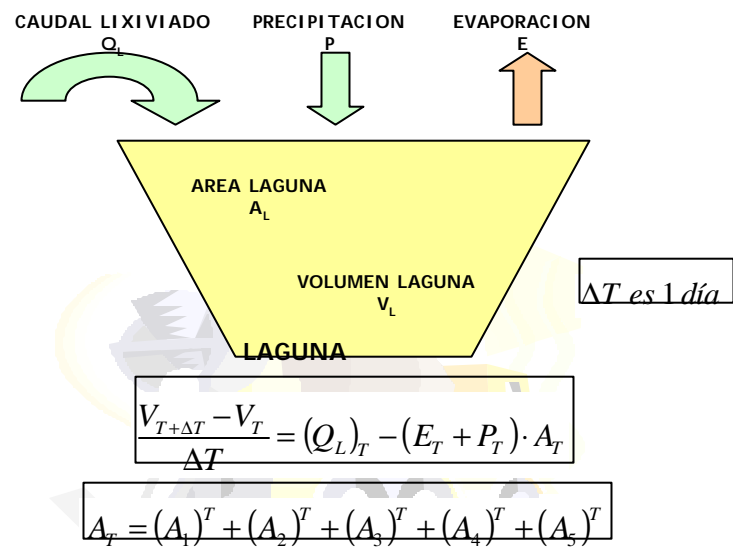 CAUDAL LIXIVIADO PRECIPITACION EVAPORACION
Q_L P E
AREA LAGUNA
A_L
VOLUMEN LAGUNA
V_L
ΔT es 1 día
LAGUNA
\frac{V_{T+ΔT} - V_T}{ΔT} = (Q_L)_T - (E_T + P_T) · A_T
A_T = (A_1)^T + (A_2)^T + (A_3)^T + (A_4)^T + (A_5)^T